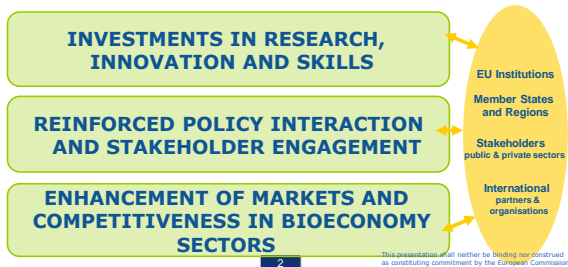 INVESTMENTS IN RESEARCH,
INNOVATION AND SKILLS
REINFORCED POLICY INTERACTION
AND STAKEHOLDER ENGAGEMENT
ENHANCEMENT OF MARKETS AND
COMPETITIVENESS IN BIOECONOMY
SECTORS
EU Institutions
Member States
and Regions
Stakeholders
public & private sectors
International
partners &
organisations
2
This presentation shall neither be binding nor construed
as constituting commitment by the European Commission